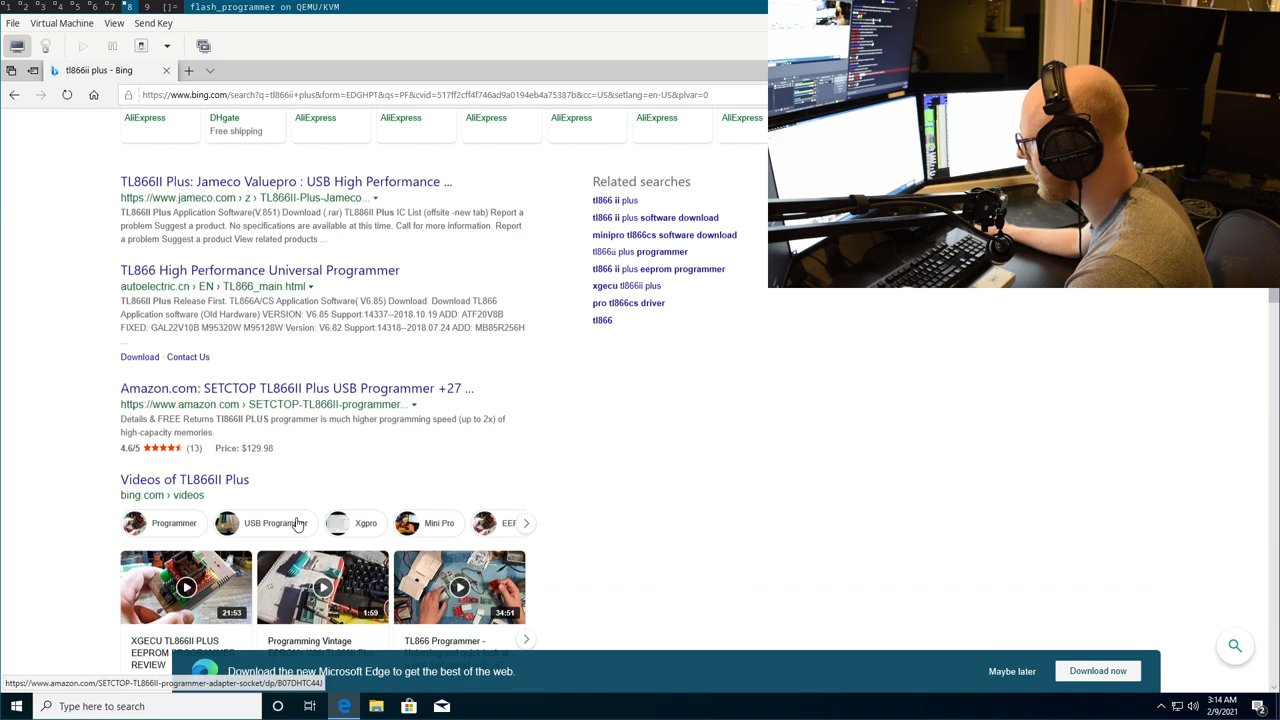 1 2 3 4 5 6 7 8 9 []= flash_programmer on QEMU/KVM
File Virtual Machine View Send Key
tl866ii plus - Bing
https://www.bing.com/search?q=tl866ii+plus&form=EDGHPT&qs=PF&cvid=517ff2cff4f746ad9a0194eb4a75387b&cc=US&setlang=en-US&plvar=0
AliExpress DHgate AliExpress AliExpress AliExpress AliExpress AliExpress AliExpress
Free shipping
TL866II Plus: Jameco Valuepro : USB High Performance ...
https://www.jameco.com › z › TL866II-Plus-Jameco...
TL866II Plus Application Software(V.851) Download (.rar) TL886II Plus IC List (offsite -new tab) Report a
problem Suggest a product. No specifications are available at this time. Call for more information. Report
a problem Suggest a product View related products ...
TL866 High Performance Universal Programmer
autoelectric.cn › EN › TL866_main.html
TL866II Plus Release First. TL866A/CS Application Software( V6.85) Download. Download TL866
Application software (Old Hardware) VERSION: V6.85 Support:14337--2018.10.19 ADD: ATF20V8B
FIXED: GAL22V10B M95320W M95128W Version: V6.82 Support:14318--2018.07.24 ADD: MB85R256H
...
Download · Contact Us
Amazon.com: SETCTOP TL866II Plus USB Programmer +27 ...
https://www.amazon.com › SETCTOP-TL866II-programmer...
Details & FREE Returns Tl866II PLUS programmer is much higher programming speed (up to 2x) of
high-capacity memories.
4.6/5 (13) Price: $129.98
Videos of TL866II Plus
bing.com › videos
Programmer USB Programmer Xgpro Mini Pro
21:53 1:59 34:51
XGECU TL866II PLUS
EEPROM PROGRAMMER
REVIEW
Programming Vintage
TL866 Programmer -
Related searches
tl866 ii plus
tl866 ii plus software download
minipro tl866cs software download
tl866ii plus programmer
tl866 ii plus eeprom programmer
xgecu tl866ii plus
pro tl866cs driver
tl866
Download the new Microsoft Edge to get the best of the web.
Maybe later Download now
https://www.amazon.com/SETCTOP-TL866II-programmer-adapter-socket/dp/B07DHTC44J
Type here to search
3:14 AM
2/9/2021
2